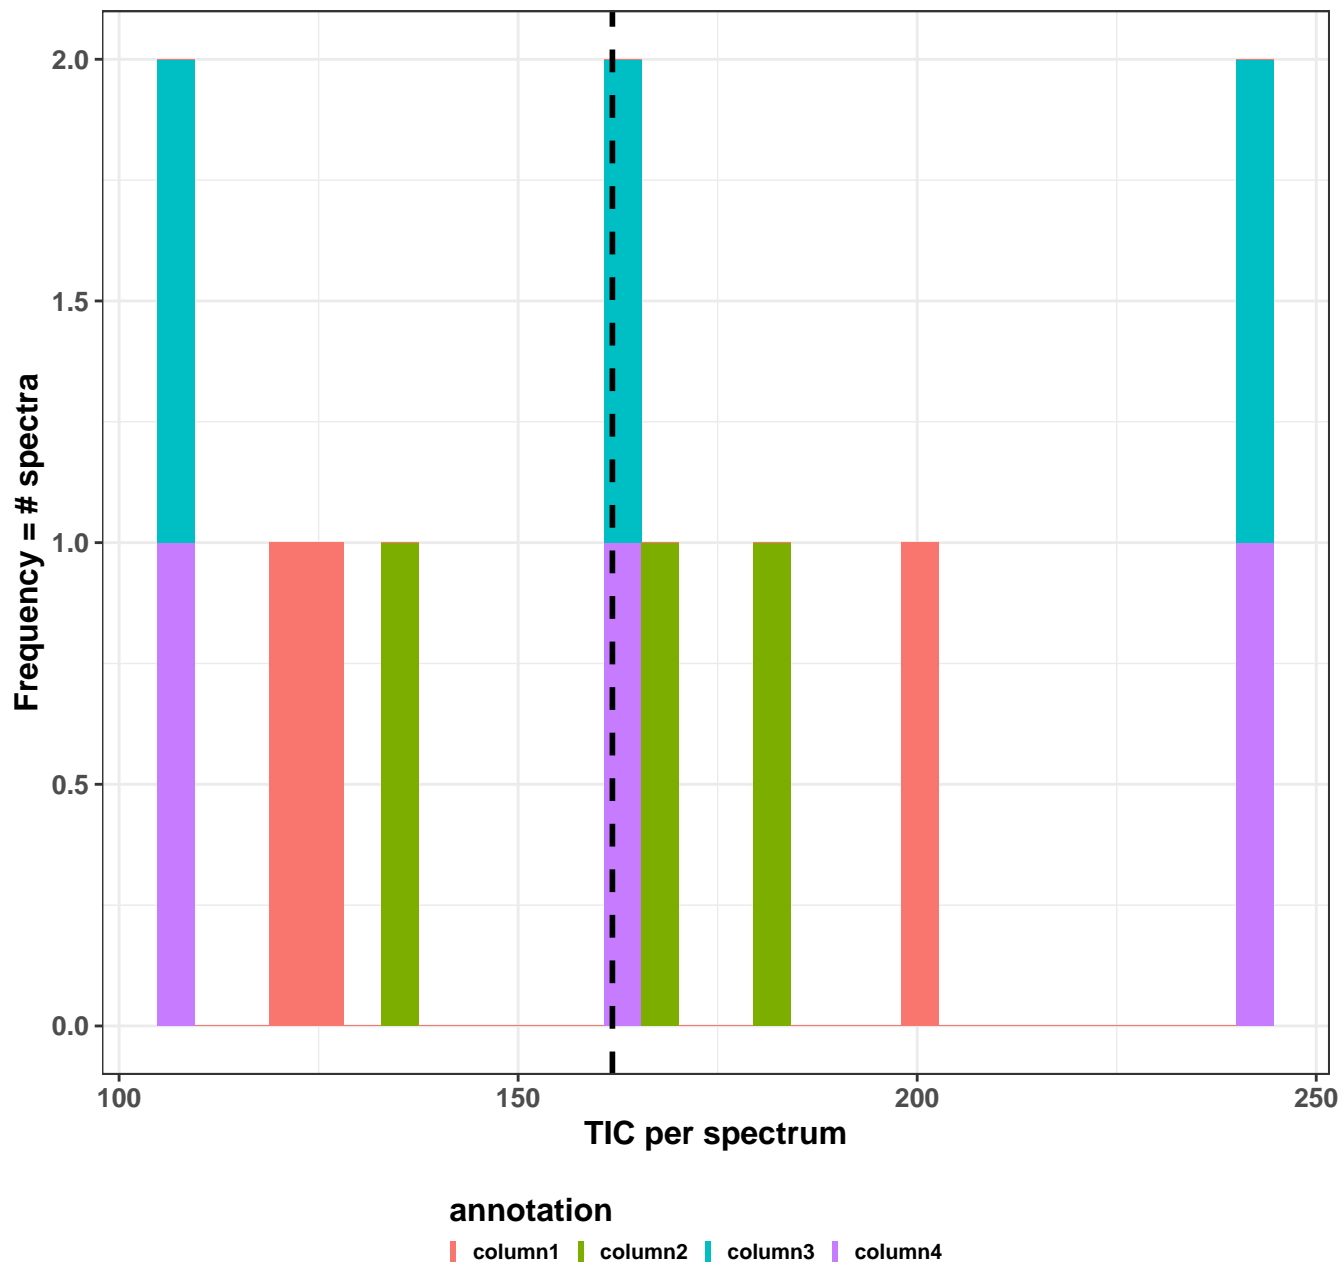 2.0
1.5
1.0
0.5
0.0
Frequency = # spectra
100 150 200 250
TIC per spectrum
annotation
column1 column2 column3 column4